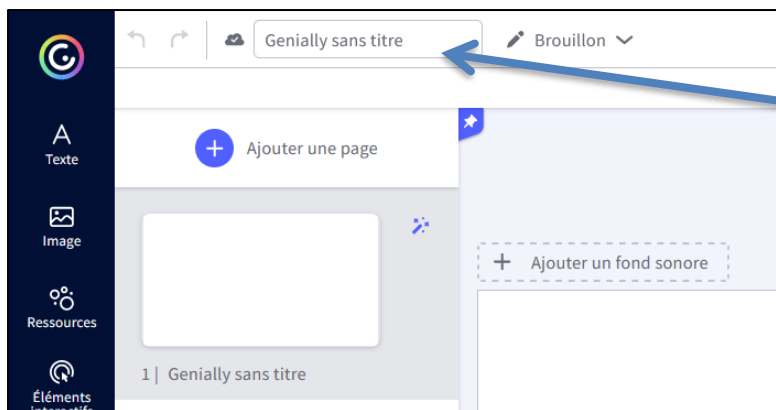 Genially sans titre
Brouillon
Texte
Ajouter une page
Image
Ajouter un fond sonore
Ressources
1 | Genially sans titre
Éléments
interactifs